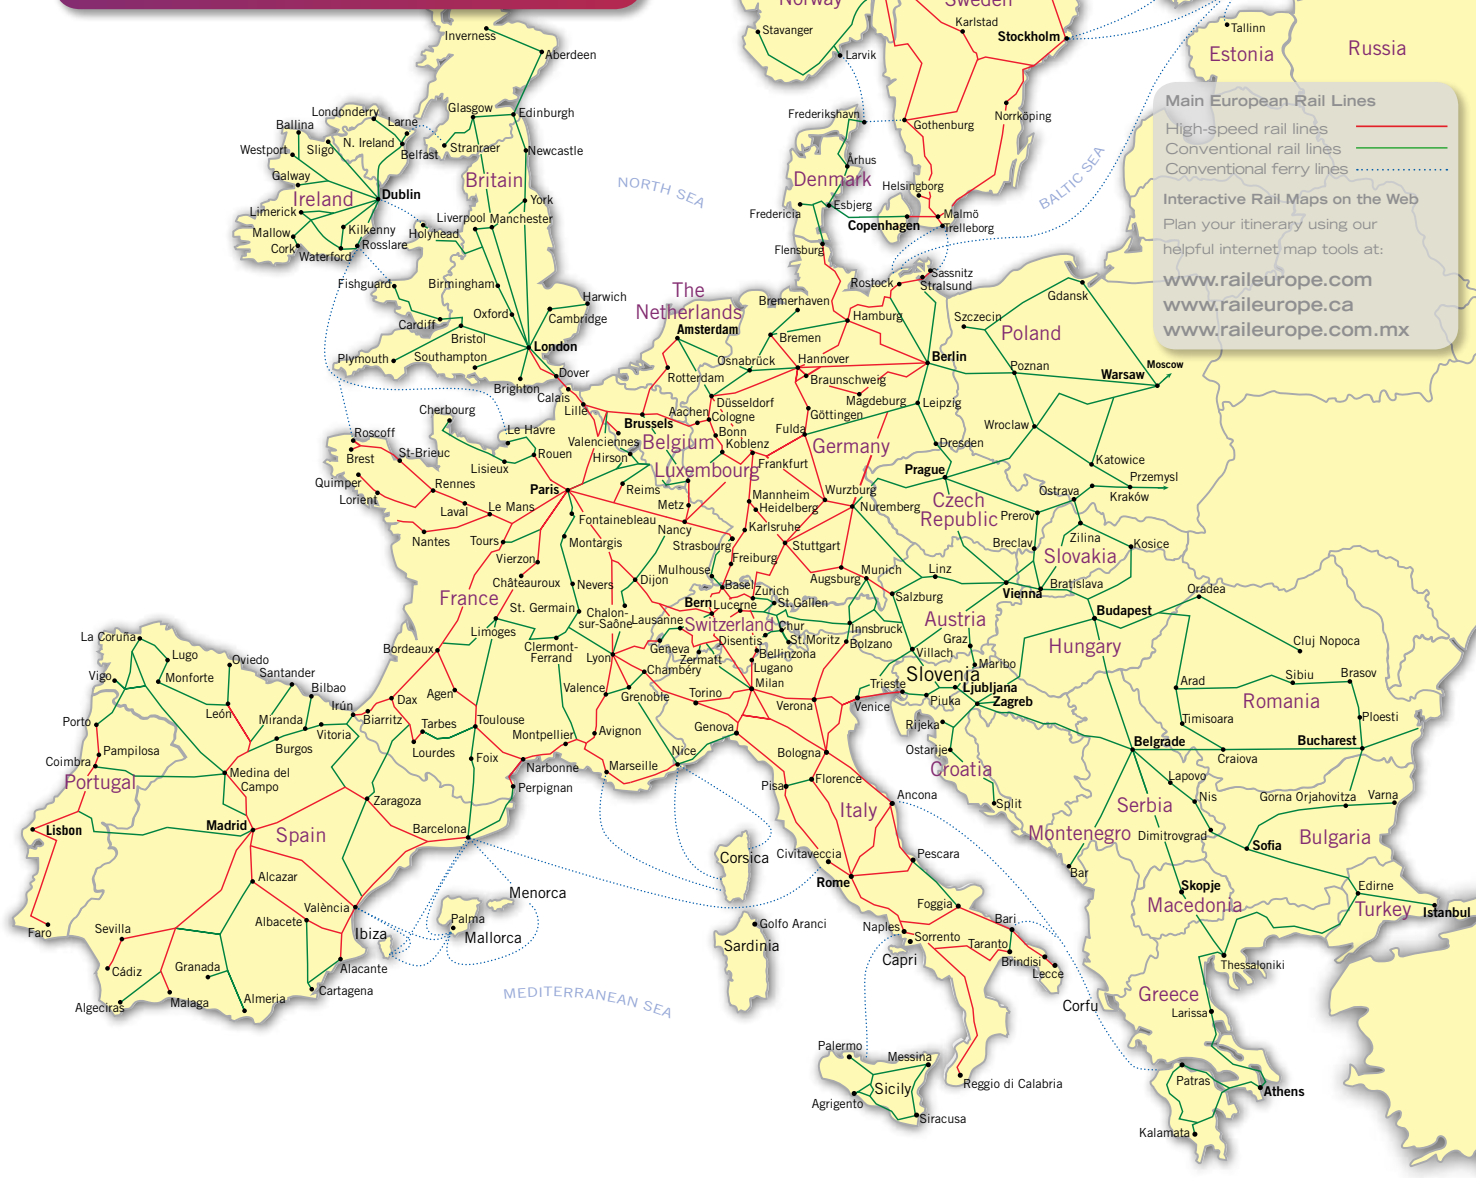 Norway
Sweden
Karlstad
Stavanger
Stockholm
Larvik
Tallinn
Estonia
Russia
Inverness
Aberdeen
Glasgow
Edinburgh
Londonderry
Larne
Ballina
Sligo
N. Ireland
Belfast
Stranraer
Newcastle
Westport
Galway
Britain
Ireland
Dublin
York
Limerick
Liverpool
Manchester
Kilkenny
Holyhead
Mallow
Cork
Rosslare
Waterford
Fishguard
Birmingham
Harwich
Oxford
Cambridge
Cardiff
Bristol
London
Plymouth
Southampton
Dover
Brighton
Calais
NORTH SEA
Frederikshavn
Gothenburg
Norrköping
Århus
Denmark
Helsingborg
Fredericia
Esbjerg
Copenhagen
Malmö
Trelleborg
BALTIC SEA
Flensburg
Main European Rail Lines
High-speed rail lines
Conventional rail lines
Conventional ferry lines
Interactive Rail Maps on the Web
Plan your itinerary using our
helpful internet map tools at:
www.raileurope.com
www.raileurope.ca
www.raileurope.com.mx
Rostock
Sassnitz
Stralsund
Gdansk
The
Netherlands
Bremerhaven
Hamburg
Szczecin
Poland
Amsterdam
Bremen
Osnabrück
Hannover
Berlin
Poznan
Warsaw
Moscow
Rotterdam
Braunschweig
Magdeburg
Leipzig
Lille
Brussels
Aachen
Düsseldorf
Cologne
Göttingen
Bonn
Fulda
Wroclaw
Valenciennes
Belgium
Koblenz
Germany
Dresden
Hirson
Luxembourg
Frankfurt
Prague
Katowice
Przemysl
Kraków
Ostrava
Cherbourg
Le Havre
Roscoff
Brest
St-Brieuc
Lisieux
Rouen
Quimper
Lorient
Rennes
Paris
Reims
Laval
Le Mans
Metz
Mannheim
Heidelberg
Wurzburg
Nuremberg
Czech
Republic
Prerov
Fontainebleau
Nancy
Karlsruhe
Nantes
Tours
Montargis
Strasbourg
Stuttgart
Breclav
Zilina
Kosice
Slovakia
Vierzon
Freiburg
Châteauroux
Nevers
Dijon
Mulhouse
Augsburg
Munich
Linz
Vienna
Bratislava
France
Basel
Zurich
Salzburg
St. Germain
Chalon-
sur-Saône
Bern
Lucerne
St.Gallen
Budapest
Oradea
Limoges
Lausanne
Switzerland
Chur
Innsbruck
Austria
Graz
Clermont-
Ferrand
Disentis
St.Moritz
Bolzano
Hungary
Cluj Nopoca
Bordeaux
Lyon
Geneva
Zermatt
Bellinzona
Lugano
Villach
Maribo
Chambéry
Slovenia
Arad
Sibiu
Brasov
Agen
Valence
Grenoble
Torino
Milan
Verona
Trieste
Ljubljana
Venice
Pivka
Zagreb
Romania
Dax
Genova
Rijeka
Timisoara
Ploesti
Biarritz
Tarbes
Toulouse
Montpellier
Avignon
Nice
Bologna
Ostarije
Belgrade
Bucharest
Craiova
Lourdes
Foix
Narbonne
Marseille
Croatia
Lapovo
Perpignan
Pisa
Florence
Ancona
Split
Nis
Gorna Orjahovitza
Varna
La Coruna
Lugo
Oviedo
Santander
Vigo
Monforte
Bilbao
Irún
León
Miranda
Vitoria
Porto
Burgos
Pampilosa
Coimbra
Portugal
Medina del
Campo
Zaragoza
Lisbon
Madrid
Spain
Barcelona
Italy
Serbia
Montenegro
Dimitrovgrad
Sofia
Bulgaria
Corsica
Civitaveccia
Pescara
Bar
Alcazar
Rome
Skopje
Macedonia
Edirne
Turkey
Istanbul
Menorca
València
Albacete
Ibiza
Palma
Mallorca
Golfo Aranci
Sardinia
Foggia
Bari
Faro
Sevilla
Naples
Sorrento
Capri
Taranto
Brindisi
Lecce
Cádiz
Granada
Alacante
Cartagena
Thessaloniki
Algeciras
Malaga
Almeria
MEDITERRANEAN SEA
Greece
Corfu
Larissa
Palermo
Messina
Sicily
Reggio di Calabria
Agrigento
Siracusa
Patras
Athens
Kalamata